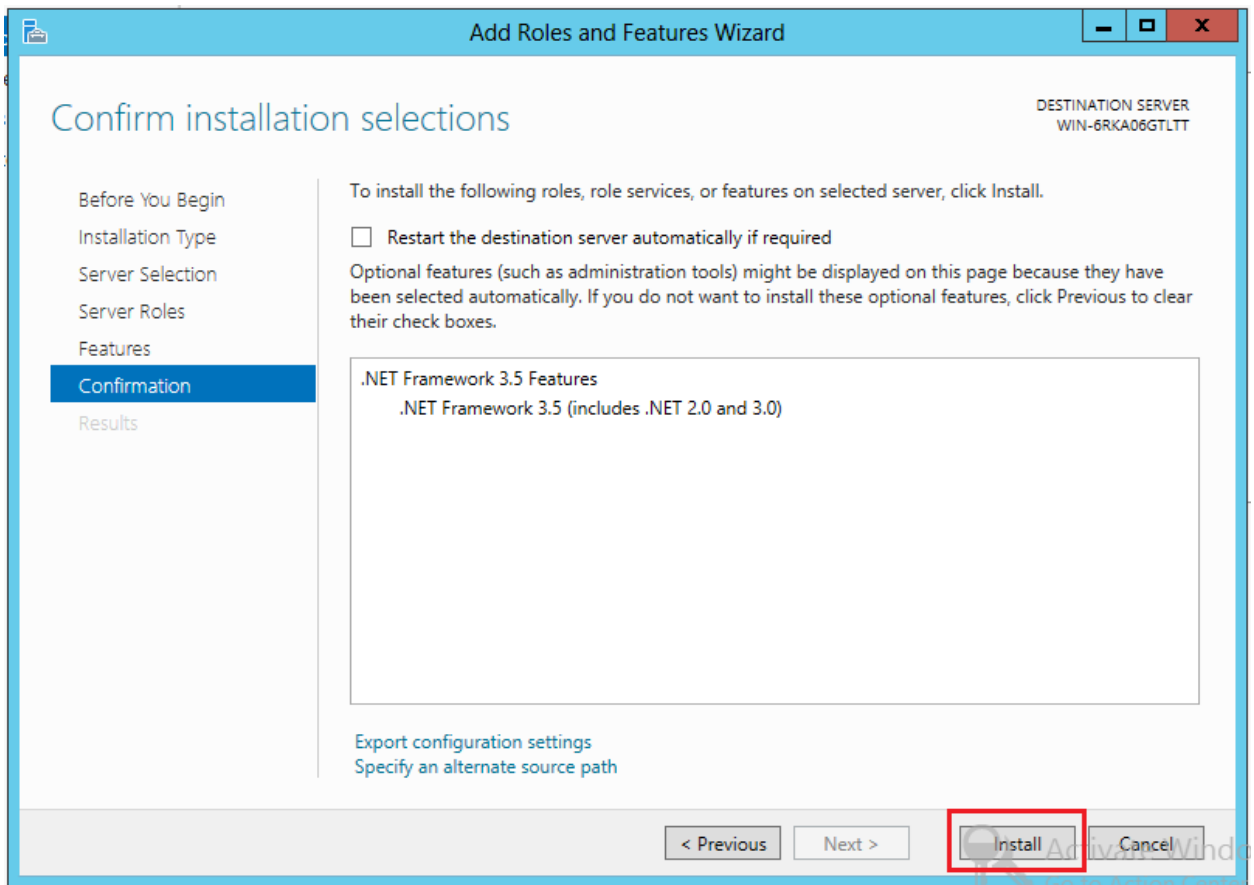 Add Roles and Features Wizard
Confirm installation selections
DESTINATION SERVER
WIN-6RKA06GTLTT
Before You Begin
Installation Type
Server Selection
Server Roles
Features
Confirmation
Results
To install the following roles, role services, or features on selected server, click Install.
Restart the destination server automatically if required
Optional features (such as administration tools) might be displayed on this page because they have
been selected automatically. If you do not want to install these optional features, click Previous to clear
their check boxes.
.NET Framework 3.5 Features
.NET Framework 3.5 (includes .NET 2.0 and 3.0)
Export configuration settings
Specify an alternate source path
< Previous
Next >
Install
Cancel
Activate Windo